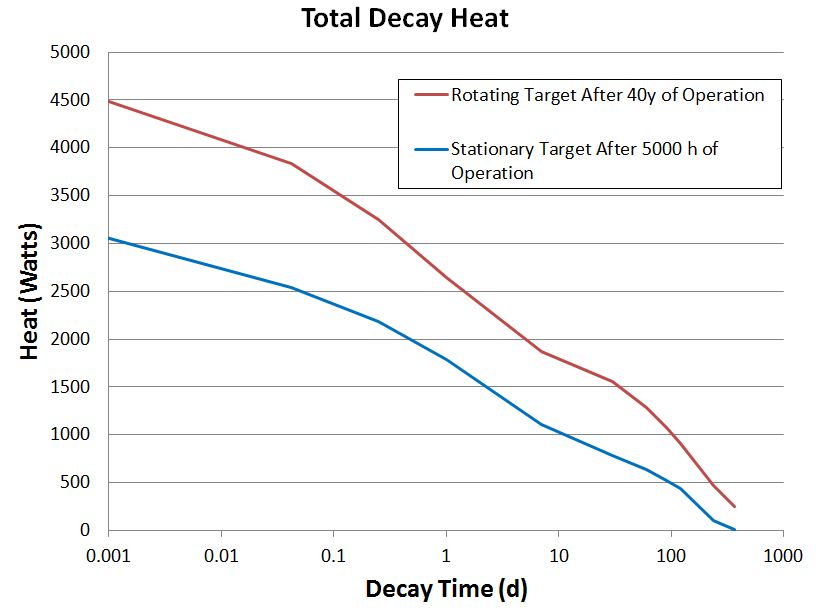 Total Decay Heat
5000
4500
4000
3500
3000
2500
2000
1500
1000
500
0
Heat (Watts)
Rotating Target After 40y of Operation
Stationary Target After 5000 h of
Operation
0.001 0.01 0.1 1 10 100 1000
Decay Time (d)